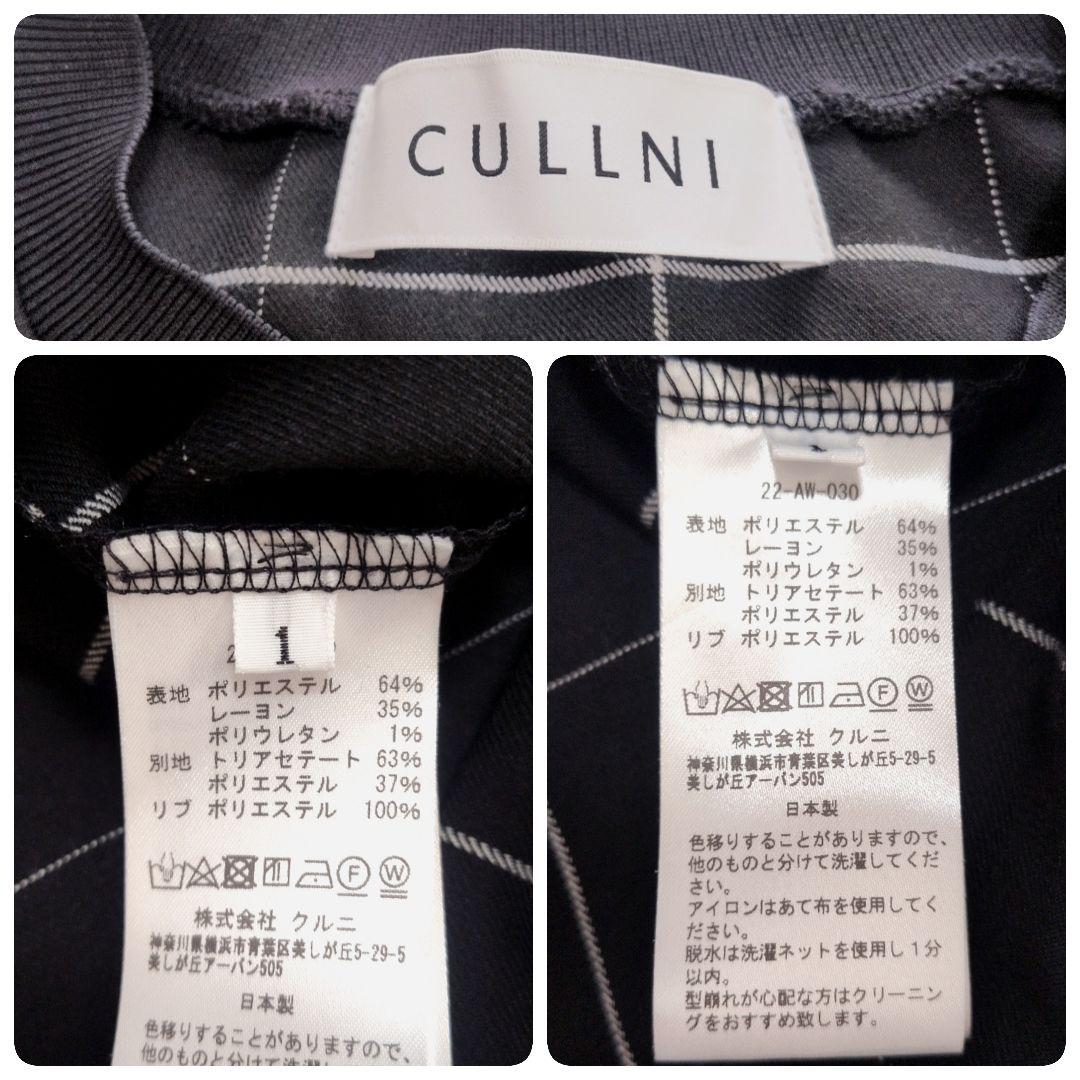 CULLNI
1
表地 ポリエステル 64%
レーヨン 35%
ポリウレタン 1%
別地 トリアセテート 63%
ポリエステル 37%
リブ ポリエステル 100%
F W
株式会社 クルニ
神奈川県横浜市青葉区美しが丘5-29-5
美しが丘アーバン505
日本製
色移りすることがありますので、
他のものと分けて洗濯し
22-AW-030
表地 ポリエステル 64%
レーヨン 35%
ポリウレタン 1%
別地 トリアセテート 63%
ポリエステル 37%
リブ ポリエステル 100%
F W
株式会社 クルニ
神奈川県横浜市青葉区美しが丘5-29-5
美しが丘アーバン505
日本製
色移りすることがありますので、
他のものと分けて洗濯してくだ
さい。
アイロンはあて布を使用してく
ださい。
脱水は洗濯ネットを使用し1分
以内。
型崩れが心配な方はクリーニン
グをおすすめ致します。